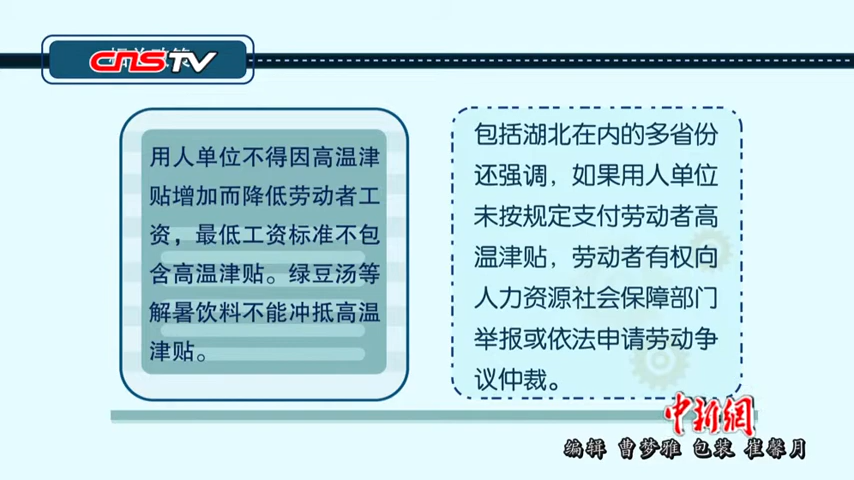 CNSTV
用人单位不得因高温津
贴增加而降低劳动者工
资，最低工资标准不包
含高温津贴。绿豆汤等
解暑饮料不能冲抵高温
津贴。
包括湖北在内的多省份
还强调，如果用人单位
未按规定支付劳动者高
温津贴，劳动者有权向
人力资源社会保障部门
举报或依法申请劳动争
议仲裁。
中新網
编辑 曹梦雅 包装 崔馨月